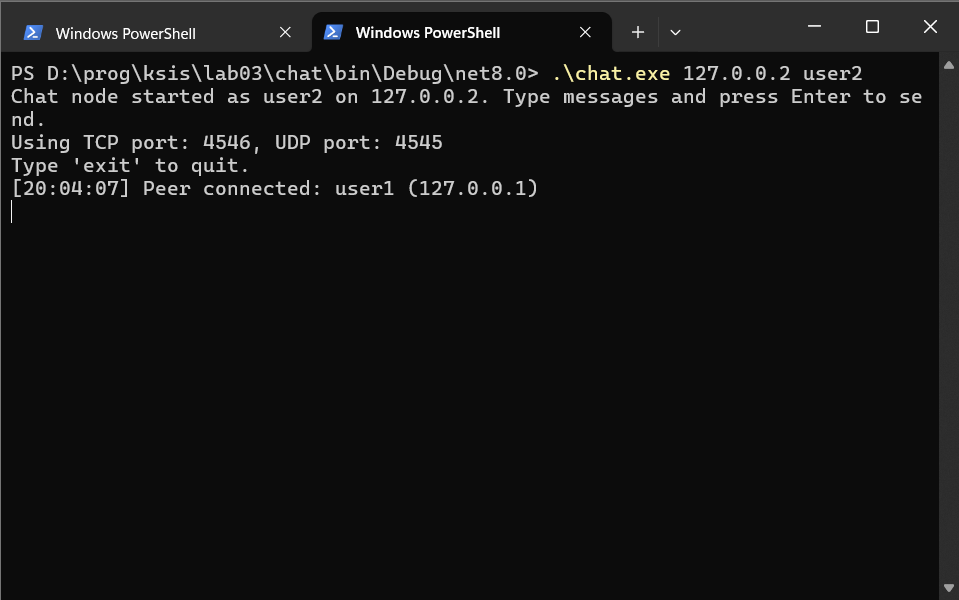 Windows PowerShell
Windows PowerShell
PS D:\prog\ksis\lab03\chat\bin\Debug\net8.0> .\chat.exe 127.0.0.2 user2
Chat node started as user2 on 127.0.0.2. Type messages and press Enter to se
nd.
Using TCP port: 4546, UDP port: 4545
Type 'exit' to quit.
[20:04:07] Peer connected: user1 (127.0.0.1)